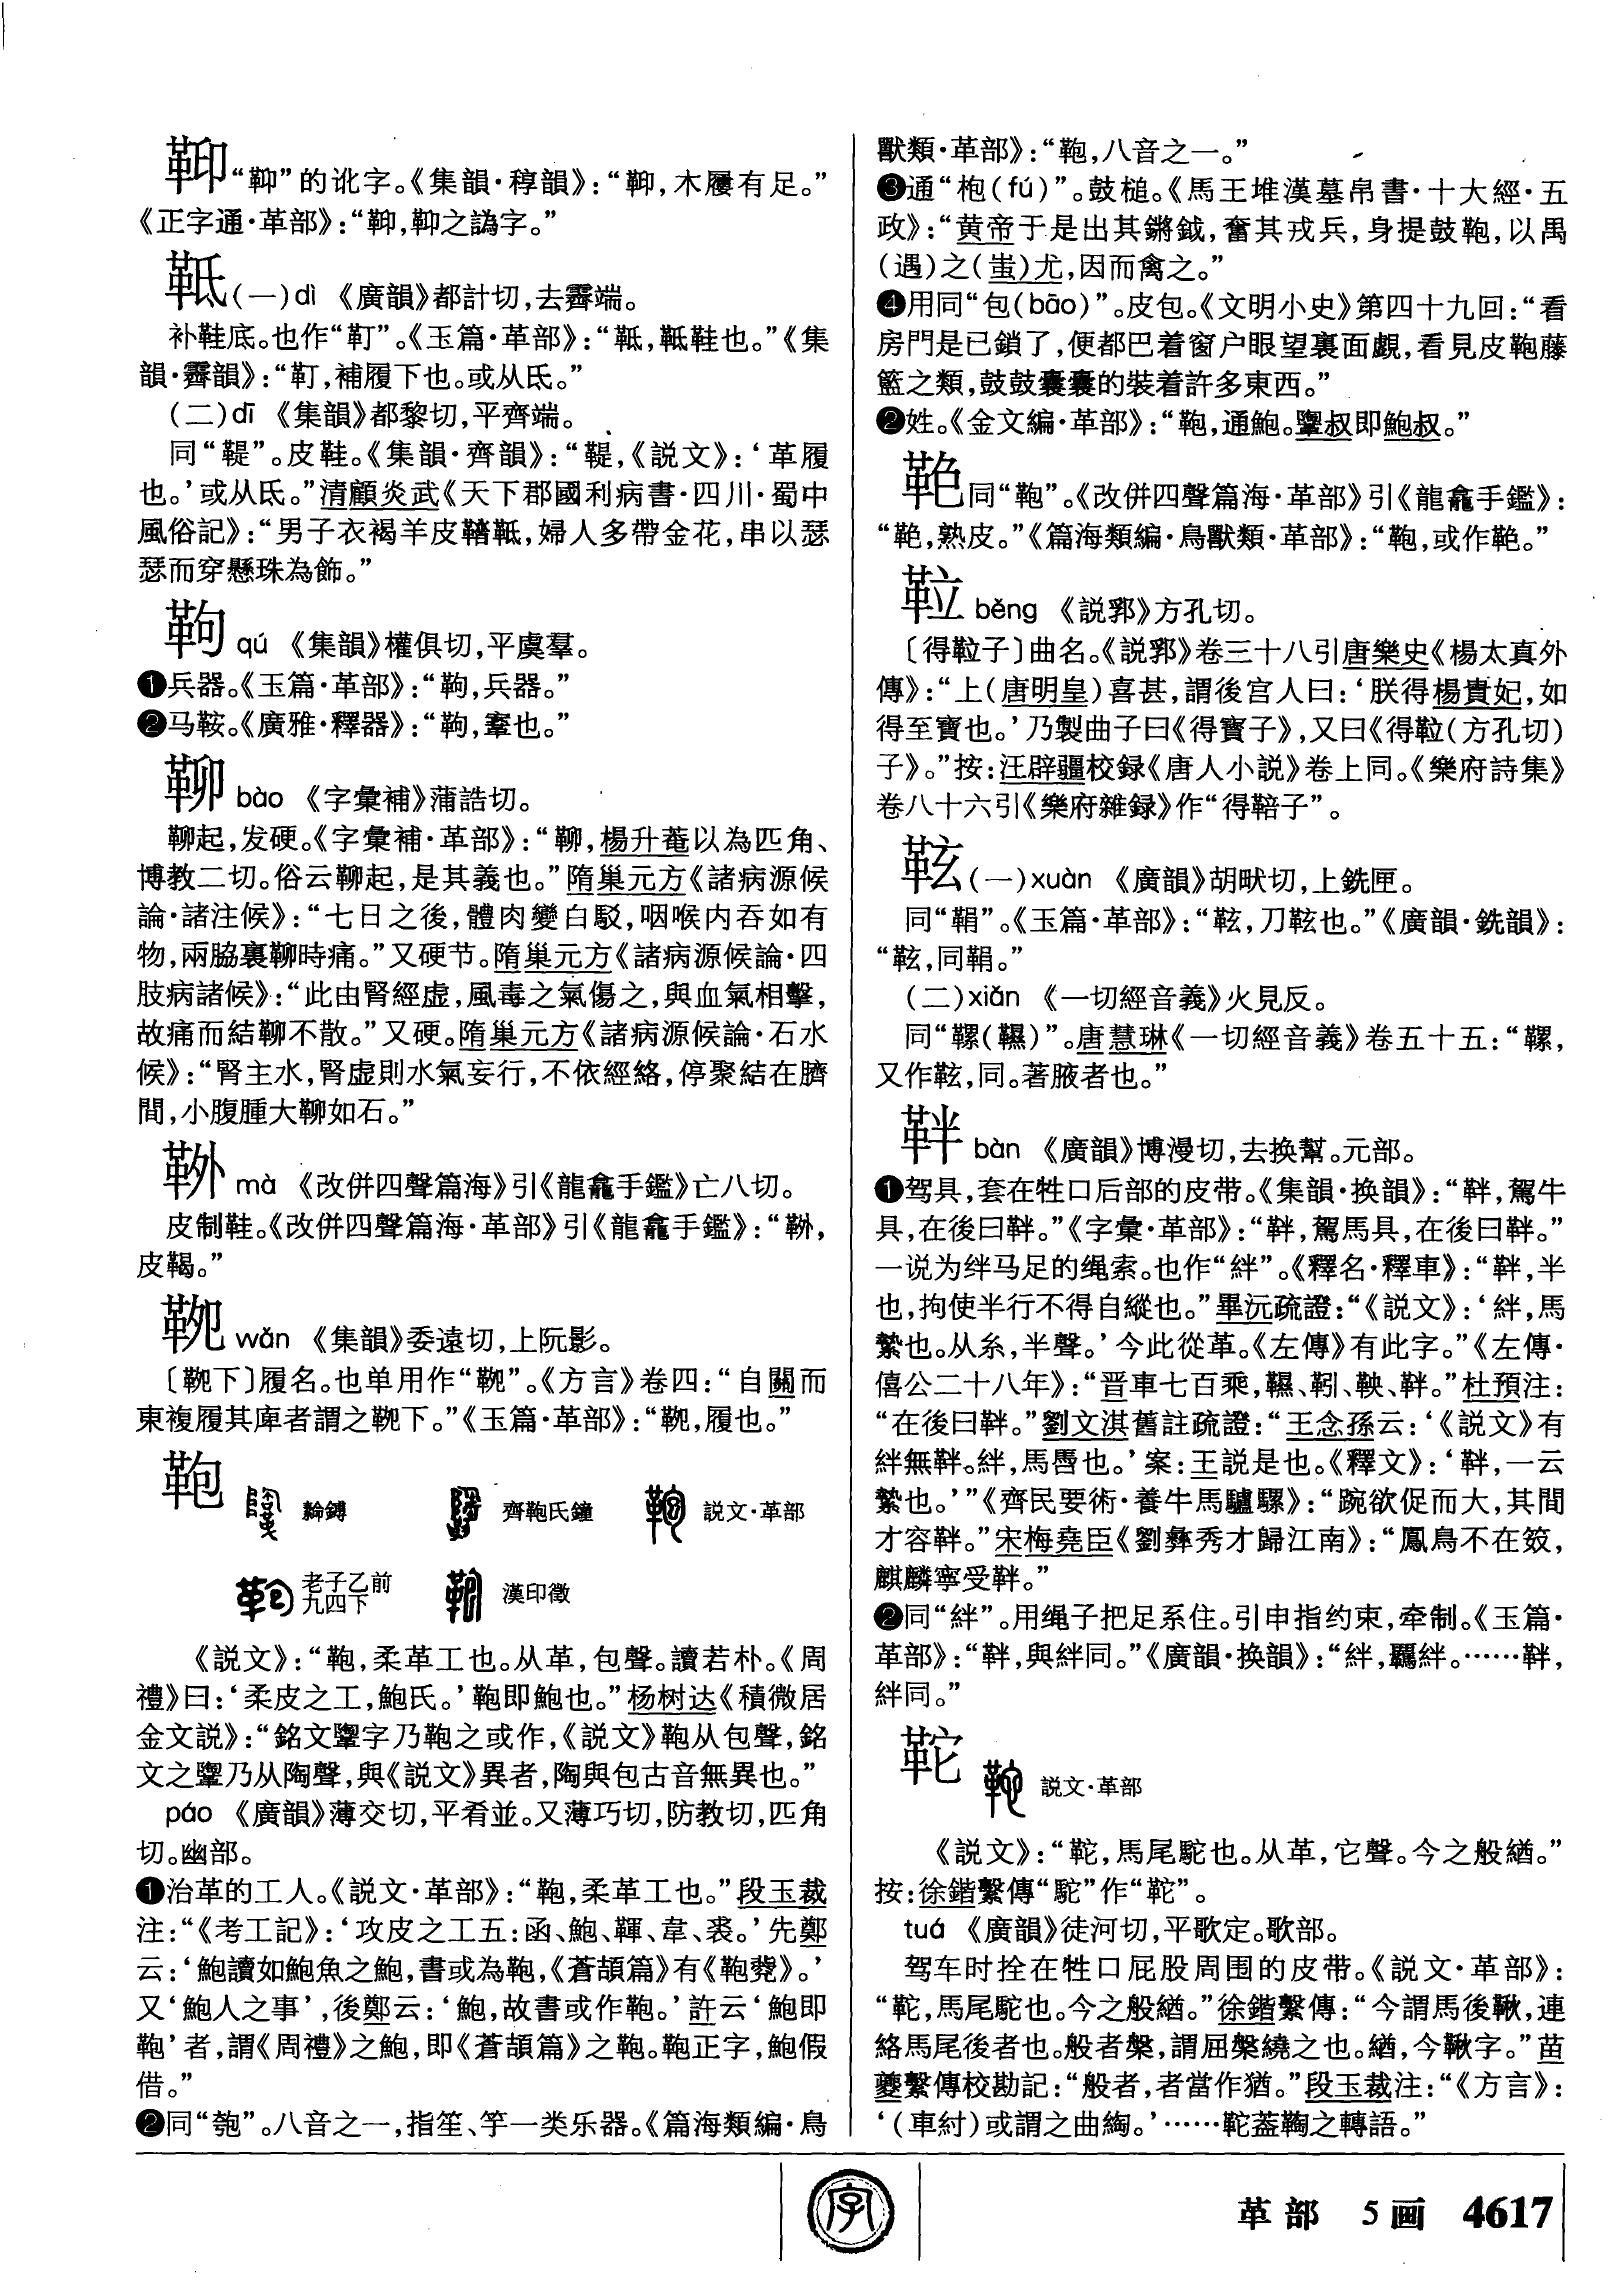 䩑“䩑”的讹字。《集韻·稕韻》：“䩑，木屨有足。”
《正字通·革部》：“䩑，䩑之譌字。”
䩚(一)dì 《廣韻》都計切，去霽端。
补鞋底。也作“靪”。《玉篇·革部》：“䩚，䩚鞋也。”《集
韻·霽韻》：“靪，補履下也。或从氐。”
(二)dī 《集韻》都黎切，平齊端。
同“鞮”。皮鞋。《集韻·齊韻》：“鞮，《説文》：‘革履
也。’或从氐。”清顧炎武《天下郡國利病書·四川·蜀中
風俗記》：“男子衣褐羊皮䩚，婦人多帶金花，串以瑟
瑟而穿懸珠為飾。”
鞫 qú 《集韻》權俱切，平虞羣。
❶兵器。《玉篇·革部》：“䩓，兵器。”
❷马鞍。《廣雅·釋器》：“䩓，鞌也。”
bào 《字彙補》蒲誥切。
起，发硬。《字彙補·革部》：“，楊升菴以為匹角、
博教二切。俗云起，是其義也。”隋巢元方《諸病源候
論·諸注候》：“七日之後，體肉變白駁，咽喉内吞如有
物，兩脇裏時痛。”又硬节。隋巢元方《諸病源候論·四
肢病諸候》：“此由腎經虚，風毒之氣傷之，與血氣相擊，
故痛而結不散。”又硬。隋巢元方《諸病源候論·石水
候》：“腎主水，腎虚則水氣妄行，不依經絡，停聚結在臍
間，小腹腫大如石。”
mà 《改併四聲篇海》引《龍龕手鑑》亡八切。
皮制鞋。《改併四聲篇海·革部》引《龍龕手鑑》：“，
皮鞨。”
䩊 wǎn 《集韻》委遠切，上阮影。
〔䩊下〕履名。也单用作“䩊”。《方言》卷四：“自關而
東複履其庳者謂之䩊下。”《玉篇·革部》：“䩊，履也。”
鞄 鎛 齊鞄氏鐘 説文·革部
老子乙前九四下 漢印徵
《説文》：“鞄，柔革工也。从革，包聲。讀若朴。《周
禮》曰：‘柔皮之工，鮑氏。’鞄即鮑也。”杨树达《積微居
金文説》：“銘文鞷字乃鞄之或作，《説文》鞄从包聲，銘
文之乃从陶聲，與《説文》異者，陶與包古音無異也。”
páo 《廣韻》薄交切，平肴並。又薄巧切，防教切，匹角
切。幽部。
❶治革的工人。《説文·革部》：“鞄，柔革工也。”段玉裁
注：“《考工記》：‘攻皮之工五：函、鮑、韗、韋、裘。’先鄭
云：‘鮑讀如鮑魚之鮑，書或為鞄，《蒼頡篇》有《鞄㲋》。’
又‘鮑人之事’，後鄭云：‘鮑，故書或作鞄。’許云‘鮑即
鞄’者，謂《周禮》之鮑，即《蒼頡篇》之鞄。鞄正字，鮑假
借。”
❷同“匏”。八音之一，指笙、竽一类乐器。《篇海類編·鳥
獸類·革部》：“鞄，八音之一。”
❸通“枹(fú)”。鼓槌。《馬王堆漢墓帛書·十大經·五
政》：“黄帝于是出其鏘鉞，奮其戎兵，身提鼓鞄，以禺
(遇)之(蚩)尤，因而禽之。”
❹用同“包(bāo)”。皮包。《文明小史》第四十九回：“看
房門是已鎖了，便都巴着窗户眼望裏面覷，看見皮鞄藤
籃之類，鼓鼓囊囊的裝着許多東西。”
❷姓。《金文編·革部》：“鞄，通鮑。叔即鮑叔。”
同“鞄”。《改併四聲篇海·革部》引《龍龕手鑑》：
“，熟皮。”《篇海類編·鳥獸類·革部》：“鞄，或作。”
䩬 běng 《説郛》方孔切。
〔得䩬子〕曲名。《説郛》卷三十八引唐樂史《楊太真外
傳》：“上(唐明皇)喜甚，謂後宫人曰：‘朕得楊貴妃，如
得至寶也。’乃製曲子曰《得寳子》，又曰《得(方孔切)
子》。”按：汪辟疆校録《唐人小説》卷上同。《樂府詩集》
卷八十六引《樂府雜録》作“得䩼子”。
䩙(一)xuàn 《廣韻》胡畎切，上銑匣。
同“鞙”。《玉篇·革部》：“䩙，刀䩙也。”《廣韻·銑韻》：
“䩙，同鞙。”
(二)xiǎn 《一切經音義》火見反。
同“䩤(韅)”。唐慧琳《一切經音義》卷五十五：“，
又作䩙，同。著腋者也。”
靽 bàn 《廣韻》博漫切，去换幫。元部。
❶驾具，套在牲口后部的皮带。《集韻·换韻》：“靽，駕牛
具，在後曰靽。”《字彙·革部》：“靽，駕馬具，在後曰靽。”
一说为绊马足的绳索。也作“絆”。《釋名·釋車》：“靽，半
也，拘使半行不得自縱也。”畢沅疏證：“《説文》：‘絆，馬
縶也。从糸，半聲。’今此從革。《左傳》有此字。”《左傳·
僖公二十八年》：“晋車七百乘，韅、靷、鞅、靽。”杜預注：
“在後曰靽。”劉文淇舊註疏證：“王念孫云：‘《説文》有
絆無靽。絆，馬唇也。’案：王説是也。《釋文》：‘靽，一云
縶也。’”《齊民要術·養牛馬驢騾》：“踠欲促而大，其間
才容靽。”宋梅堯臣《劉彝秀才歸江南》：“鳳鳥不在笯，
麒麟寧受靽。”
❷同“絆”。用绳子把足系住。引申指约束，牵制。《玉篇·
革部》：“靽，與絆同。”《廣韻·换韻》：“絆，羈絆。……靽，
絆同。”
鞁 説文·革部
《説文》：“鞁，馬尾駝也。从革，它聲。今之般緧。”
按：徐鍇繫傳“駝”作“鞁”。
tuó 《廣韻》徒河切，平歌定。歌部。
驾车时拴在牲口屁股周围的皮带。《説文·革部》：
“，馬尾駝也。今之般緧。”徐鍇繫傳：“今謂馬後鞦，連
絡馬尾後者也。般者槃，謂屈槃繞之也。緧，今鞦字。”苗
夔繫傳校勘記：“般者，者當作猶。”段玉裁注：“《方言》：
‘(車紂)或謂之曲綯。’……蓋鞠之轉語。”
字
革部 5画 4617